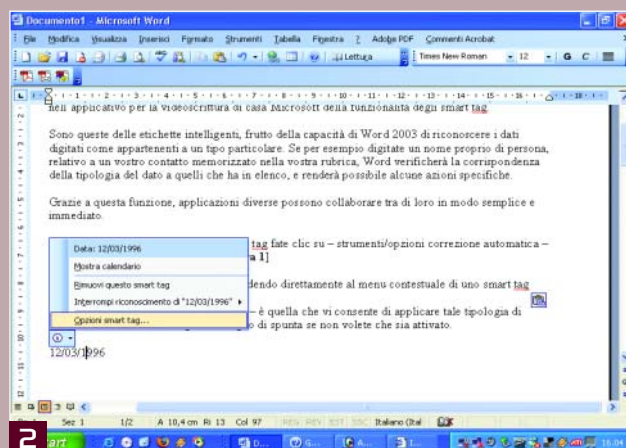 Documento1 - Microsoft Word
File Modifica Visualizza Inserisci Formato Strumenti Tabella Finestra ? Adobe PDF Commenti Acrobat
Lettura Times New Roman 12 G C
nell'applicativo per la videoscrittura di casa Microsoft della funzionalità degli smart tag
Sono queste delle etichette intelligenti, frutto della capacità di Word 2003 di riconoscere i dati
digitati come appartenenti a un tipo particolare. Se per esempio digitate un nome proprio di persona,
relativo a un vostro contatto memorizzato nella vostra rubrica, Word verificherà la corrispondenza
della tipologia del dato a quelli che ha in elenco, e renderà possibile alcune azioni specifiche.
Grazie a questa funzione, applicazioni diverse possono collaborare tra di loro in modo semplice e
immediato.
tag fate clic su – strumenti/opzioni correzione automatica –
a 1]
dendo direttamente al menu contestuale di uno smart tag
– è quella che vi consente di applicare tale tipologia di
o di spunta se non volete che sia attivato.
Data: 12/03/1996
Mostra calendario
Rimuovi questo smart tag
Interrompi riconoscimento di "12/03/1996"
Opzioni smart tag...
12/03/1996
Sez 1 1/2 A 10,4 cm Ri 13 Col 97 REG REV EST SSC Italiano (Ital
2
start D... G... A... I... 16.04